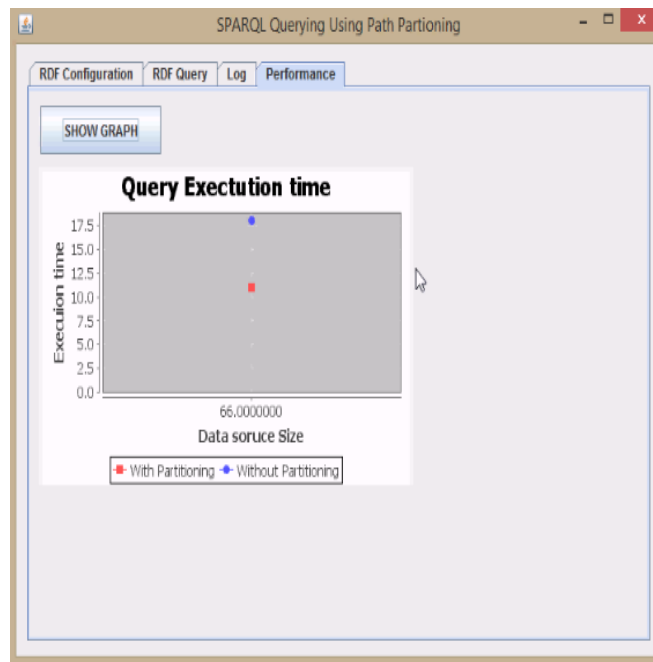 SPARQL Querying Using Path Partioning
RDF Configuration RDF Query Log Performance
SHOW GRAPH
Query Exectution time
Execuion time
17.5
15.0
12.5
10.0
7.5
5.0
2.5
0.0
66.0000000
Data soruce Size
With Partitioning Without Partitioning